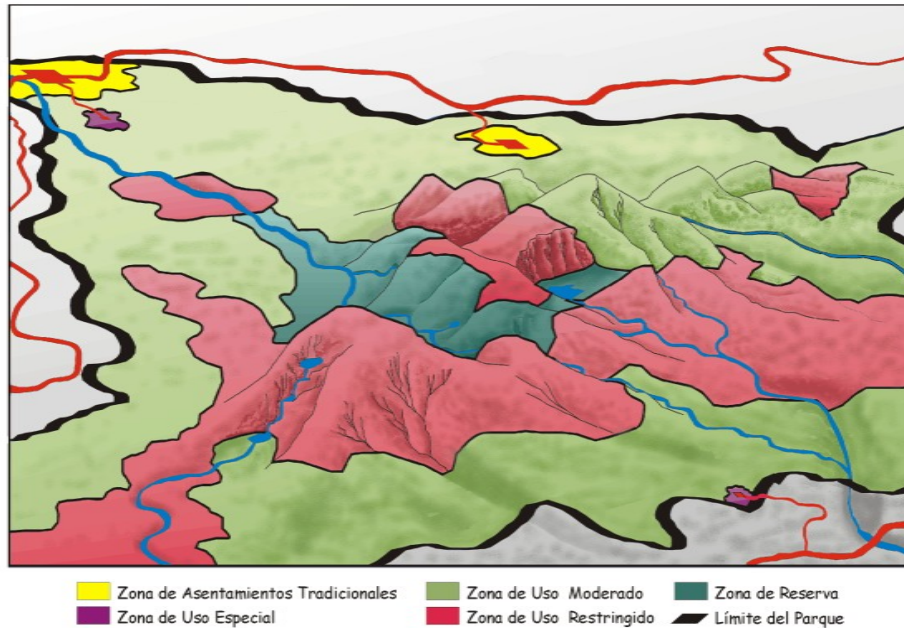 Zona de Asentamientos Tradicionales
Zona de Uso Moderado
Zona de Reserva
Zona de Uso Especial
Zona de Uso Restringido
Límite del Parque